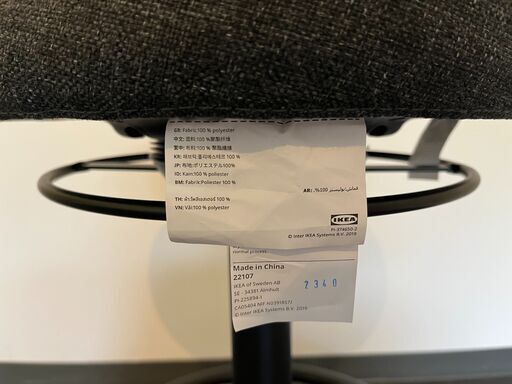 GB: Fabric:100 % polyester
中文: 面料:100 %聚酯纤维
繁中: 布料:100 % 聚酯纖維
KR: 패브릭:폴리에스테르 100 %
JP: 布地:ポリエステル100%
ID: Kain:100 % poliester
BM: Fabrik:Poliester 100 %
AR: قماش:بوليستر 100%.
TH: ผ้า:โพลีเอสเตอร์ 100 %
VN: Vải:100 % polyester
IKEA
PI-374650-2
© Inter IKEA Systems B.V. 2016
normal process.
Made in China
22107
IKEA of Sweden AB
SE - 34381 Älmhult
PI-225894-1
CA05404 NIF N0391857J
© Inter IKEA Systems B.V. 2016
2340